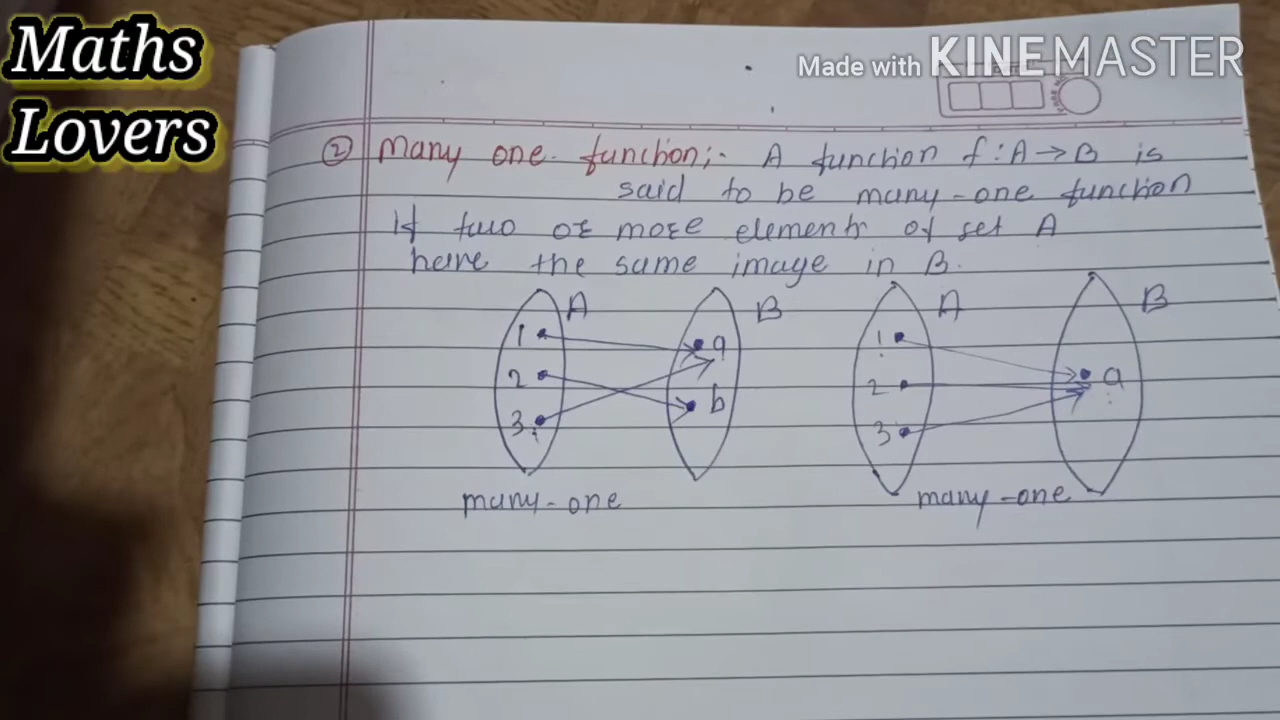 Maths
Lovers
Made with KINEMASTER
② Many one function;- A function f:A→B is
said to be many-one function
If two or more elements of set A
have the same image in B.
A B A B
1 a 1
2 b 2 a
3 3
many-one many-one